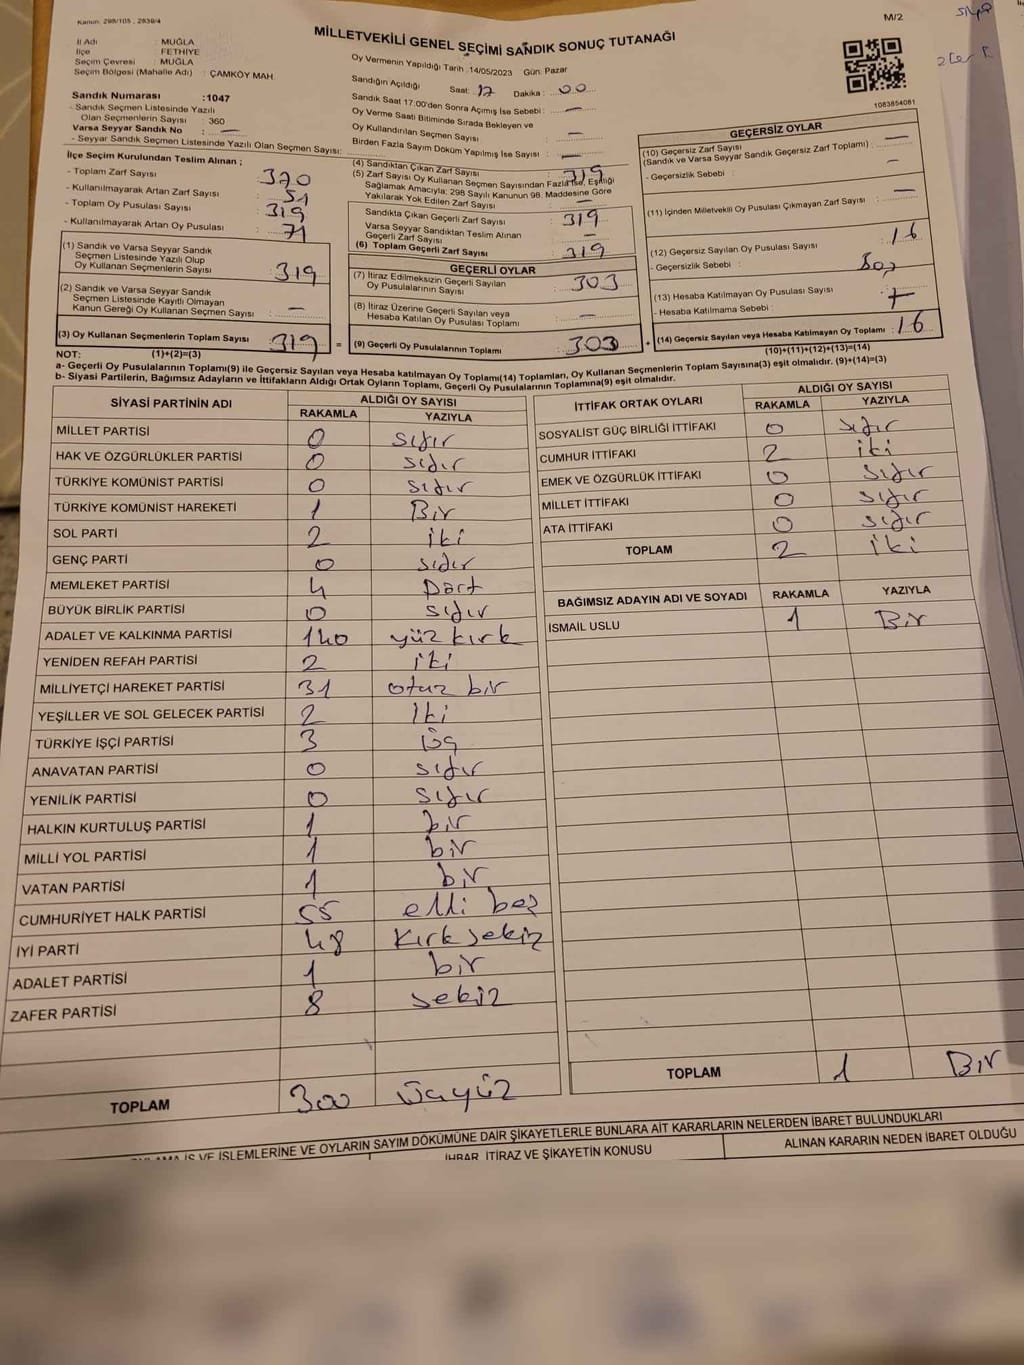 Kanun: 298/105 , 2839/4
M/2
MİLLETVEKİLİ GENEL SEÇİMİ SANDIK SONUÇ TUTANAĞI
İl Adı : MUĞLA
İlçe : FETHİYE
Seçim Çevresi : MUĞLA
Seçim Bölgesi (Mahalle Adı) : ÇAMKÖY MAH.
Sandık Numarası :1047
- Sandık Seçmen Listesinde Yazılı
Olan Seçmenlerin Sayısı : 360
Varsa Seyyar Sandık No : —
- Seyyar Sandık Seçmen Listesinde Yazılı Olan Seçmen Sayısı:
Oy Vermenin Yapıldığı Tarih :14/05/2023 Gün: Pazar
Sandığın Açıldığı Saat: 17 Dakika: 00
Sandık Saat 17:00'den Sonra Açımış İse Sebebi : —
Oy Verme Saati Bitiminde Sırada Bekleyen ve
Oy Kullandırılan Seçmen Sayısı : —
Birden Fazla Sayım Döküm Yapılmış İse Sayısı : —
1083854081
İlçe Seçim Kurulundan Teslim Alınan ;
- Toplam Zarf Sayısı : 370
- Kullanılmayarak Artan Zarf Sayısı : 51
- Toplam Oy Pusulası Sayısı : 319
- Kullanılmayarak Artan Oy Pusulası : 71
(1) Sandık ve Varsa Seyyar Sandık
Seçmen Listesinde Yazılı Olup
Oy Kullanan Seçmenlerin Sayısı : 319
(2) Sandık ve Varsa Seyyar Sandık
Seçmen Listesinde Kayıtlı Olmayan
Kanun Gereği Oy Kullanan Seçmen Sayısı : —
(3) Oy Kullanan Seçmenlerin Toplam Sayısı : 319 =
(4) Sandıktan Çıkan Zarf Sayısı : 319
(5) Zarf Sayısı Oy Kullanan Seçmen Sayısından Fazla İse, Eşitliği
Sağlamak Amacıyla; 298 Sayılı Kanunun 98. Maddesine Göre
Yakılarak Yok Edilen Zarf Sayısı : —
Sandıkta Çıkan Geçerli Zarf Sayısı : 319
Varsa Seyyar Sandıktan Teslim Alınan
Geçerli Zarf Sayısı : —
(6) Toplam Geçerli Zarf Sayısı : 319
GEÇERLİ OYLAR
(7) İtiraz Edilmeksizin Geçerli Sayılan
Oy Pusulalarının Sayısı : 303
(8) İtiraz Üzerine Geçerli Sayılan veya
Hesaba Katılan Oy Pusulası Toplamı : —
(9) Geçerli Oy Pusulalarının Toplamı : 303 +
GEÇERSİZ OYLAR
(10) Geçersiz Zarf Sayısı
(Sandık ve Varsa Seyyar Sandık Geçersiz Zarf Toplamı) : —
- Geçersizlik Sebebi : —
(11) İçinden Milletvekili Oy Pusulası Çıkmayan Zarf Sayısı : —
(12) Geçersiz Sayılan Oy Pusulası Sayısı : 16
- Geçersizlik Sebebi :
(13) Hesaba Katılmayan Oy Pusulası Sayısı
- Hesaba Katılmama Sebebi :
(14) Geçersiz Sayılan veya Hesaba Katılmayan Oy Toplamı : 16
(10)+(11)+(12)+(13)=(14)
NOT: (1)+(2)=(3)
a- Geçerli Oy Pusulalarının Toplamı(9) ile Geçersiz Sayılan veya Hesaba katılmayan Oy Toplamı(14) Toplamları, Oy Kullanan Seçmenlerin Toplam Sayısına(3) eşit olmalıdır. (9)+(14)=(3)
b- Siyasi Partilerin, Bağımsız Adayların ve İttifakların Aldığı Ortak Oyların Toplamı, Geçerli Oy Pusulalarının Toplamına(9) eşit olmalıdır.
SİYASİ PARTİNİN ADI ALDIĞI OY SAYISI
RAKAMLA YAZIYLA
MİLLET PARTİSİ 0 sıfır
HAK VE ÖZGÜRLÜKLER PARTİSİ 0 sıfır
TÜRKİYE KOMÜNİST PARTİSİ 0 sıfır
TÜRKİYE KOMÜNİST HAREKETİ 1 Bir
SOL PARTİ 2 iki
GENÇ PARTİ 0 sıfır
MEMLEKET PARTİSİ 4 Dört
BÜYÜK BİRLİK PARTİSİ 0 sıfır
ADALET VE KALKINMA PARTİSİ 140 yüz kırk
YENİDEN REFAH PARTİSİ 2 iki
MİLLİYETÇİ HAREKET PARTİSİ 31 otuz bir
YEŞİLLER VE SOL GELECEK PARTİSİ 2 İki
TÜRKİYE İŞÇİ PARTİSİ 3 üç
ANAVATAN PARTİSİ 0 sıfır
YENİLİK PARTİSİ 0 sıfır
HALKIN KURTULUŞ PARTİSİ 1 bir
MİLLİ YOL PARTİSİ 1 bir
VATAN PARTİSİ 1 bir
CUMHURİYET HALK PARTİSİ 55 elli beş
İYİ PARTİ 48 Kırk sekiz
ADALET PARTİSİ 1 bir
ZAFER PARTİSİ 8 sekiz
TOPLAM 300 üçyüz
İTTİFAK ORTAK OYLARI ALDIĞI OY SAYISI
RAKAMLA YAZIYLA
SOSYALİST GÜÇ BİRLİĞİ İTTİFAKI 0 sıfır
CUMHUR İTTİFAKI 2 iki
EMEK VE ÖZGÜRLÜK İTTİFAKI 0 sıfır
MİLLET İTTİFAKI 0 sıfır
ATA İTTİFAKI 0 sıfır
TOPLAM 2 iki
BAĞIMSIZ ADAYIN ADI VE SOYADI RAKAMLA YAZIYLA
İSMAİL USLU 1 Bir
TOPLAM 1 Bir
İŞ VE İŞLEMLERİNE VE OYLARIN SAYIM DÖKÜMÜNE DAİR ŞİKAYETLERLE BUNLARA AİT KARARLARIN NELERDEN İBARET BULUNDUKLARI
İHBAR, İTİRAZ VE ŞİKAYETİN KONUSU
ALINAN KARARIN NEDEN İBARET OLDUĞU